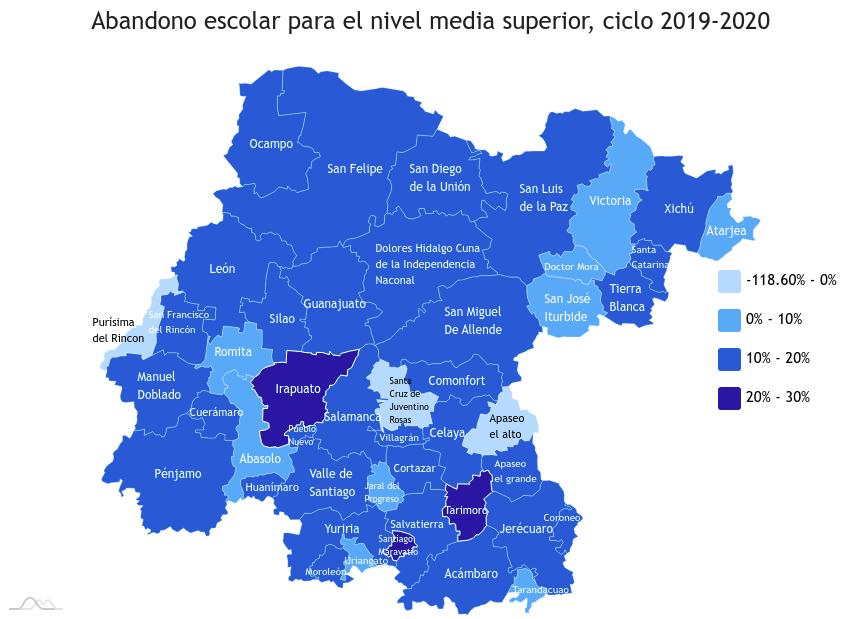 Abandono escolar para el nivel media superior, ciclo 2019-2020
Ocampo
San Felipe
San Diego
de la Unión
San Luis
de la Paz
Victoria
Xichú
Atarjea
León
Dolores Hidalgo Cuna
de la Independencia
Naconal
Doctor Mora
Santa
Catarina
Tierra
Blanca
San José
Iturbide
Guanajuato
Silao
San Miguel
De Allende
Purísima
del Rincon
San Francisco
del Rincón
Romita
Manuel
Doblado
Irapuato
Santa
Cruz de
Juventino
Rosas
Comonfort
Cuerámaro
Salamanca
Pueblo
Nuevo
Villagrán
Celaya
Apaseo
el alto
Pénjamo
Abasolo
Huanímaro
Valle de
Santiago
Cortazar
Apaseo
el grande
Jaral del
Progreso
Tarimoro
Yuriria
Salvatierra
Jerécuaro
Coroneo
Santiago
Maravatío
Uriangato
Moroleón
Acámbaro
Tarandacuao
-118.60% - 0%
0% - 10%
10% - 20%
20% - 30%